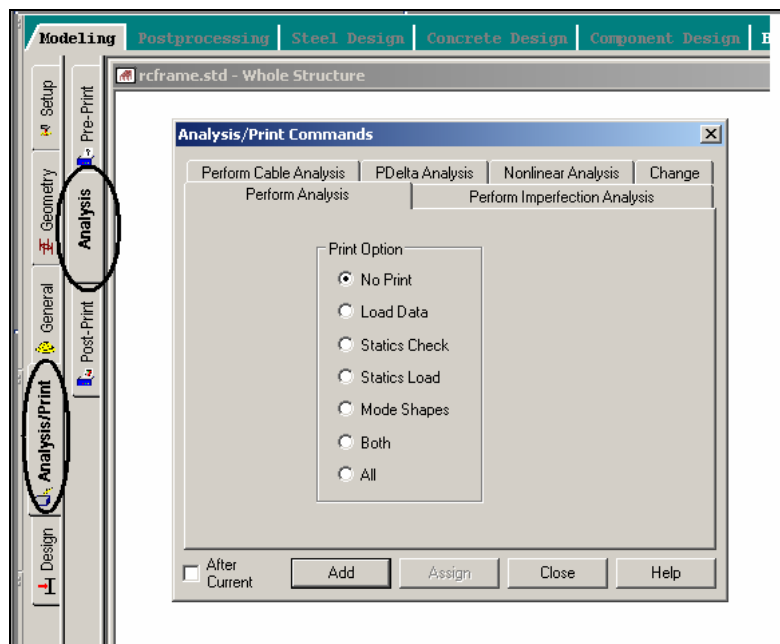 Modeling Postprocessing Steel Design Concrete Design Component Design B
Setup
Geometry
General
Analysis/Print
Design
Pre-Print
Analysis
Post-Print
rcframe.std - Whole Structure
Analysis/Print Commands
Perform Cable Analysis PDelta Analysis Nonlinear Analysis Change
Perform Analysis Perform Imperfection Analysis
Print Option
No Print
Load Data
Statics Check
Statics Load
Mode Shapes
Both
All
After
Current
Add Assign Close Help